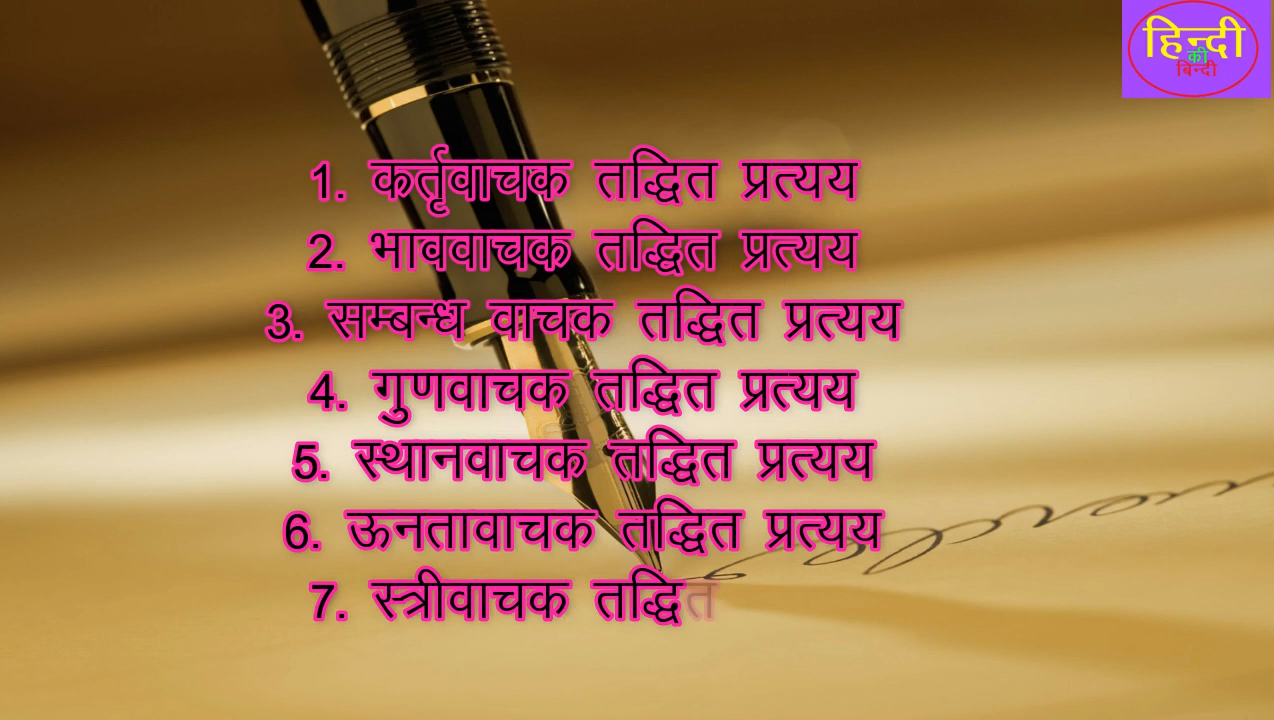 हिन्दी
की
बिन्दी
1. कर्तृवाचक तद्धित प्रत्यय
2. भाववाचक तद्धित प्रत्यय
3. सम्बन्ध वाचक तद्धित प्रत्यय
4. गुणवाचक तद्धित प्रत्यय
5. स्थानवाचक तद्धित प्रत्यय
6. ऊनतावाचक तद्धित प्रत्यय
7. स्त्रीवाचक तद्धित